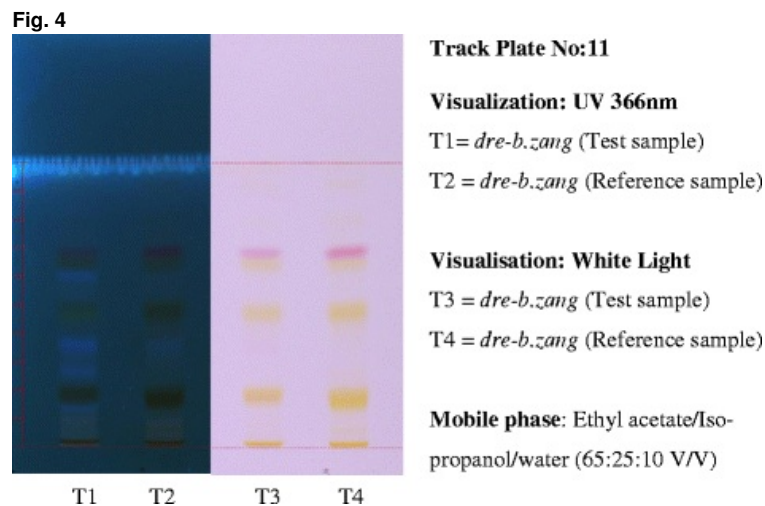 Fig. 4
Track Plate No:11
Visualization: UV 366nm
T1= dre-b.zang (Test sample)
T2 = dre-b.zang (Reference sample)
Visualisation: White Light
T3 = dre-b.zang (Test sample)
T4 = dre-b.zang (Reference sample)
Mobile phase: Ethyl acetate/Iso-
propanol/water (65:25:10 V/V)
T1 T2 T3 T4